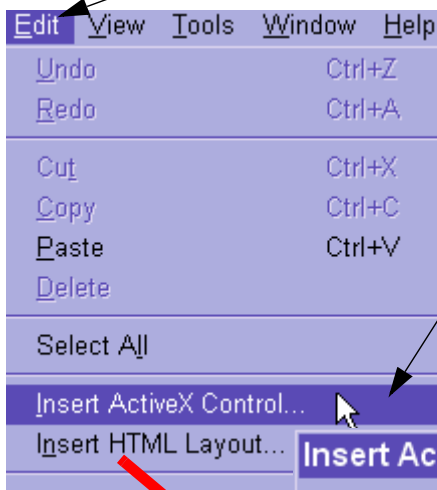 Edit View Tools Window Help
Undo Ctrl+Z
Redo Ctrl+A
Cut Ctrl+X
Copy Ctrl+C
Paste Ctrl+V
Delete
Select All
Insert ActiveX Control...
Insert HTML Layout...
Insert Ac